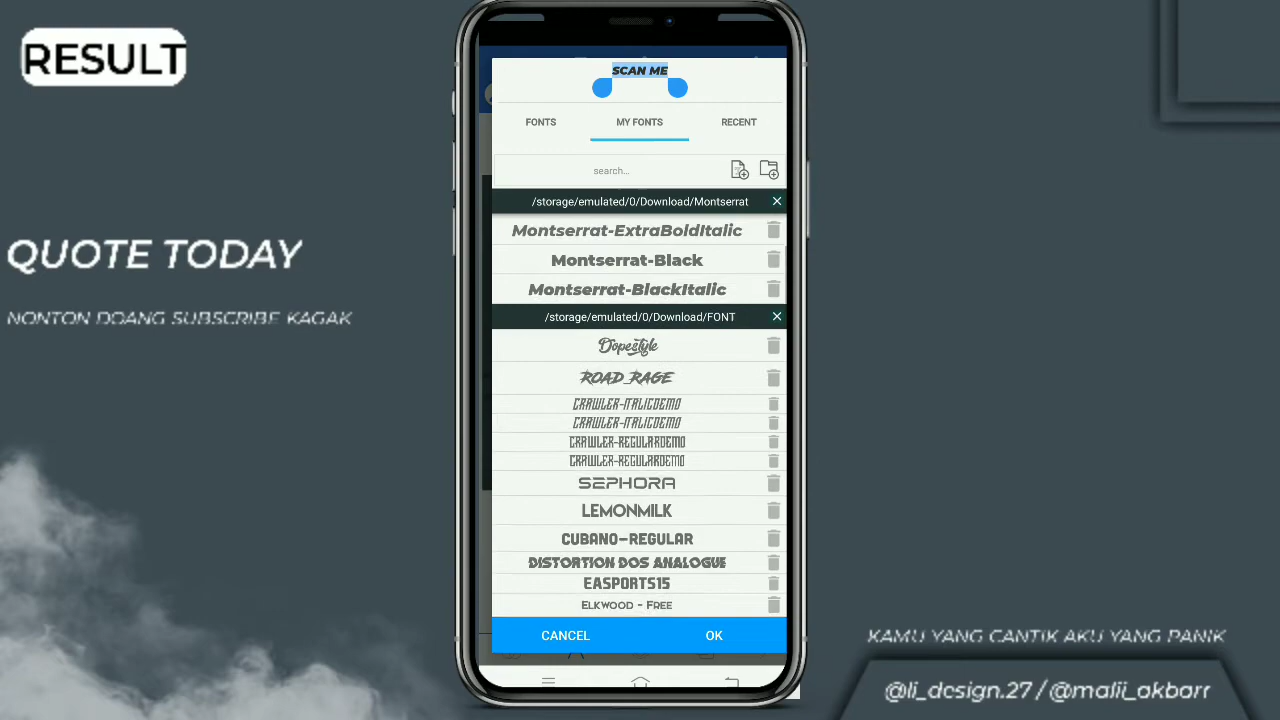 RESULT
QUOTE TODAY
NONTON DOANG SUBSCRIBE KAGAK
SCAN ME
FONTS
MY FONTS
RECENT
search...
/storage/emulated/0/Download/Montserrat
Montserrat-ExtraBoldItalic
Montserrat-Black
Montserrat-BlackItalic
/storage/emulated/0/Download/FONT
Dopestyle
ROAD_RAGE
CRAWLER-ITALICDEMO
CRAWLER-ITALICDEMO
CRAWLER-REGULARDEMO
CRAWLER-REGULARDEMO
SEPHORA
LEMONMILK
CUBANO-REGULAR
DISTORTION DOS ANALOGUE
EASPORTS15
ELKWOOD - FREE
CANCEL
OK
KAMU YANG CANTIK AKU YANG PANIK
@li_design.27 / @malii_akbarr